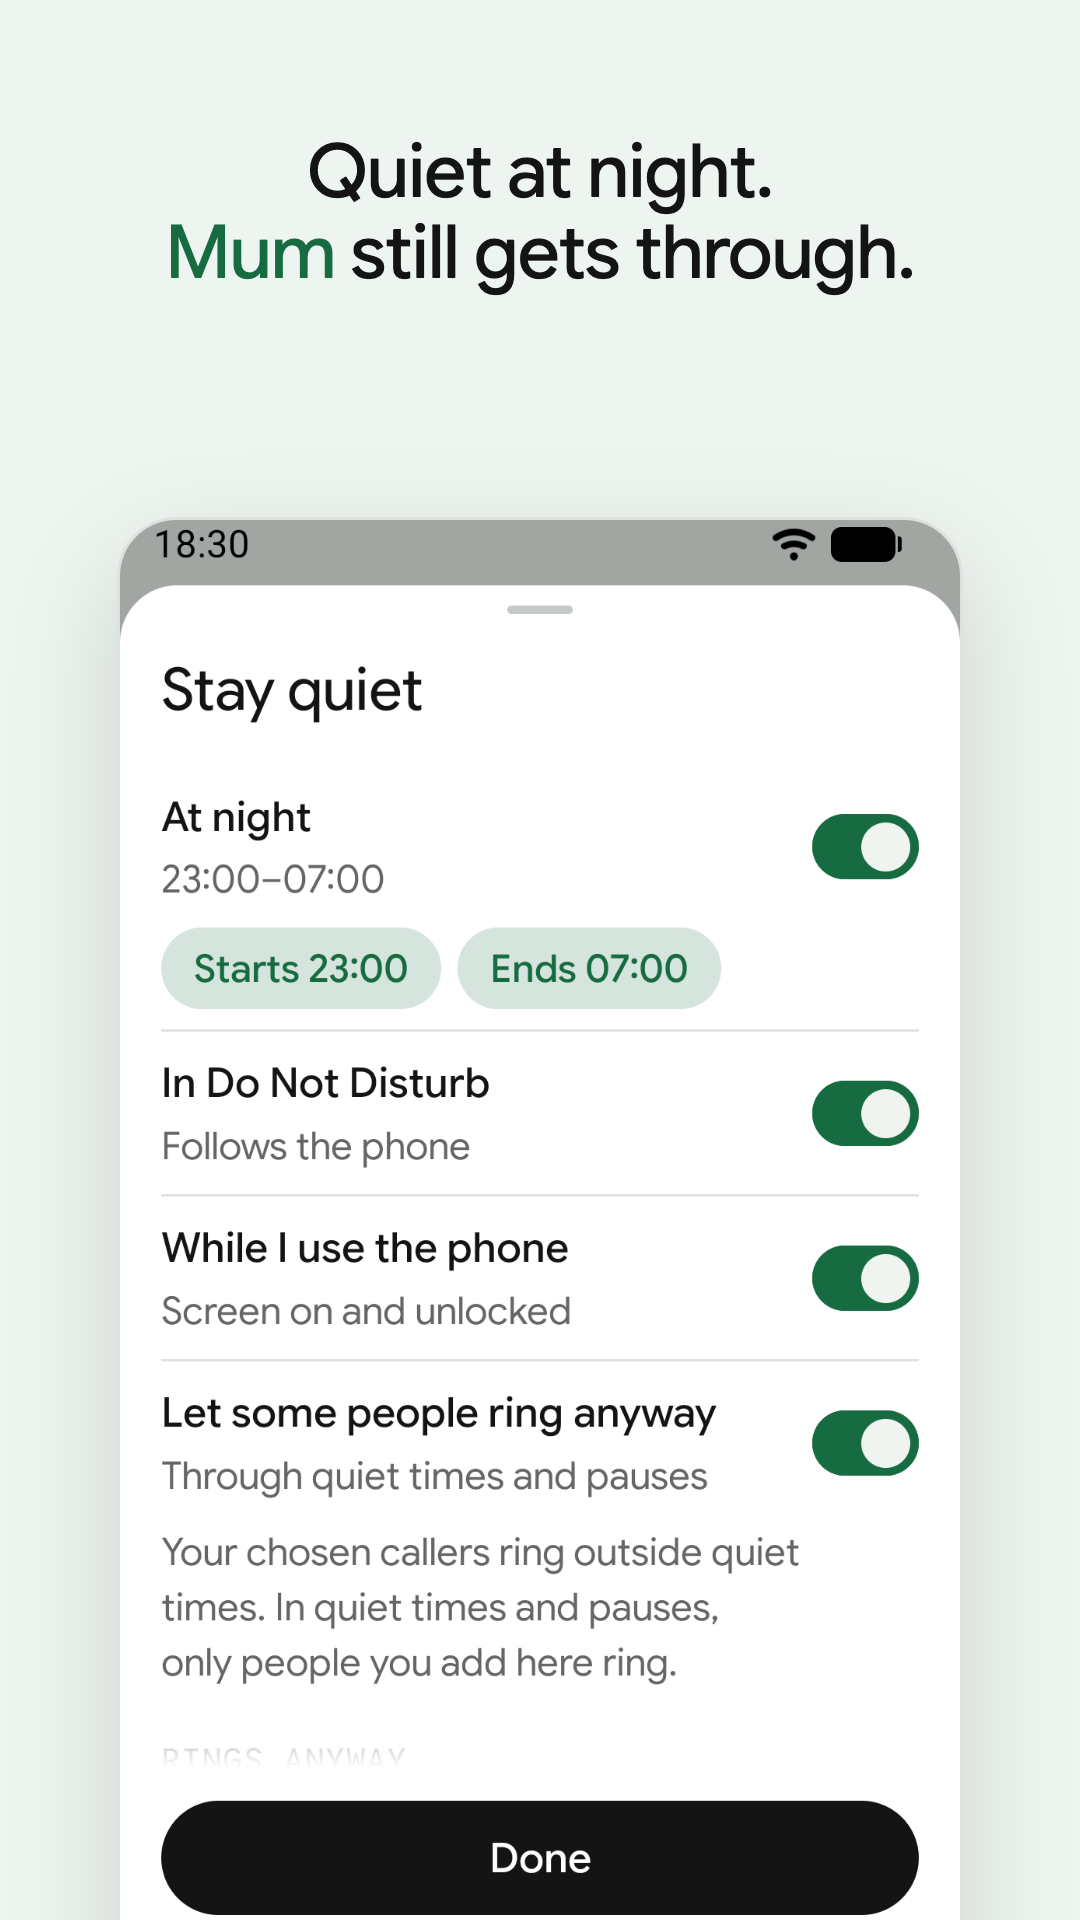 Quiet at night.
Mum still gets through.
18:30
Stay quiet
At night
23:00–07:00
Starts 23:00
Ends 07:00
In Do Not Disturb
Follows the phone
While I use the phone
Screen on and unlocked
Let some people ring anyway
Through quiet times and pauses
Your chosen callers ring outside quiet
times. In quiet times and pauses,
only people you add here ring.
RINGS ANYWAY
Done